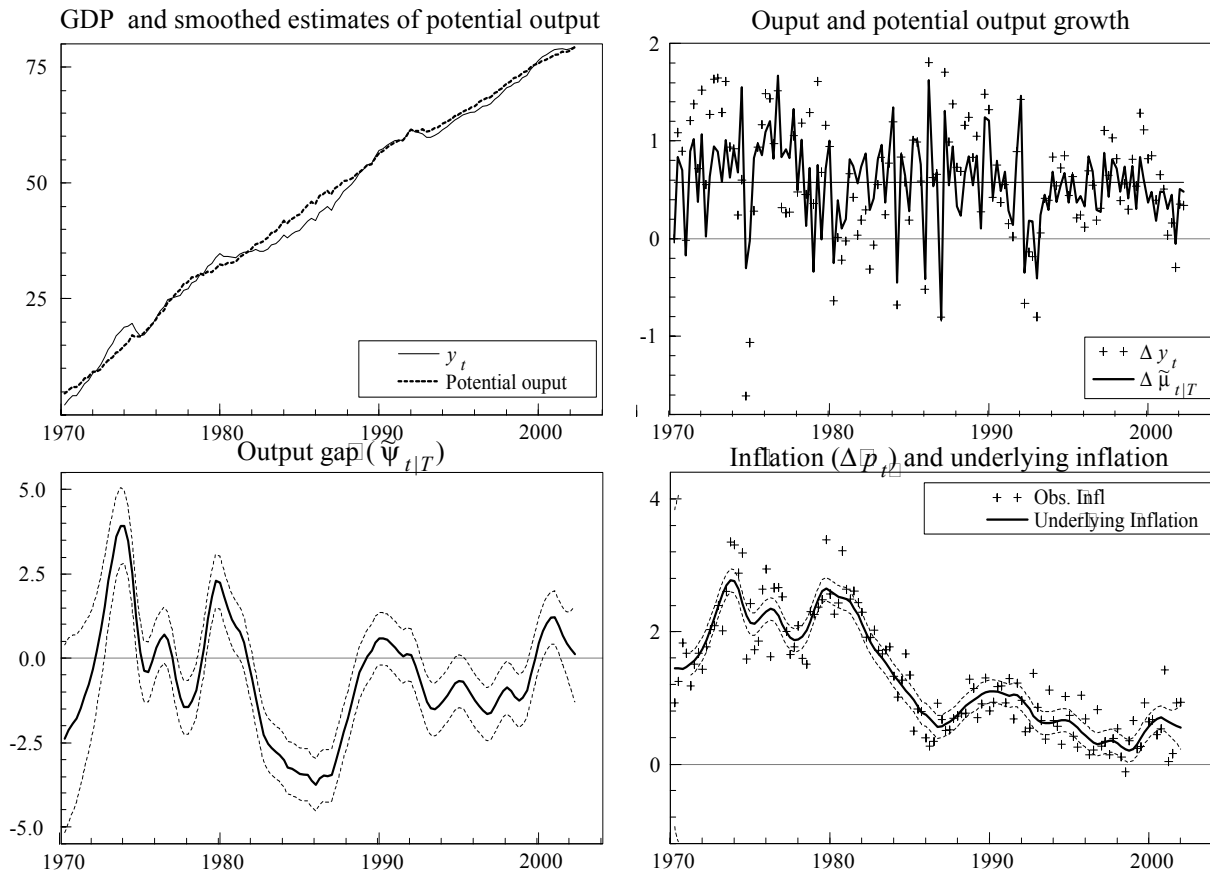 GDP and smoothed estimates of potential output
75
50
25
y t
Potential ouput
1970 1980 1990 2000
Ouput and potential output growth
2
1
0
-1
Δ y t
Δ μ̃ t|T
1970 1980 1990 2000
Output gap□ (ψ̃ t|T)
5.0
2.5
0.0
-2.5
-5.0
1970 1980 1990 2000
Inflation (Δ□p t□) and underlying inflation
4
2
0
Obs. Infl
Underlying Inflation
1970 1980 1990 2000